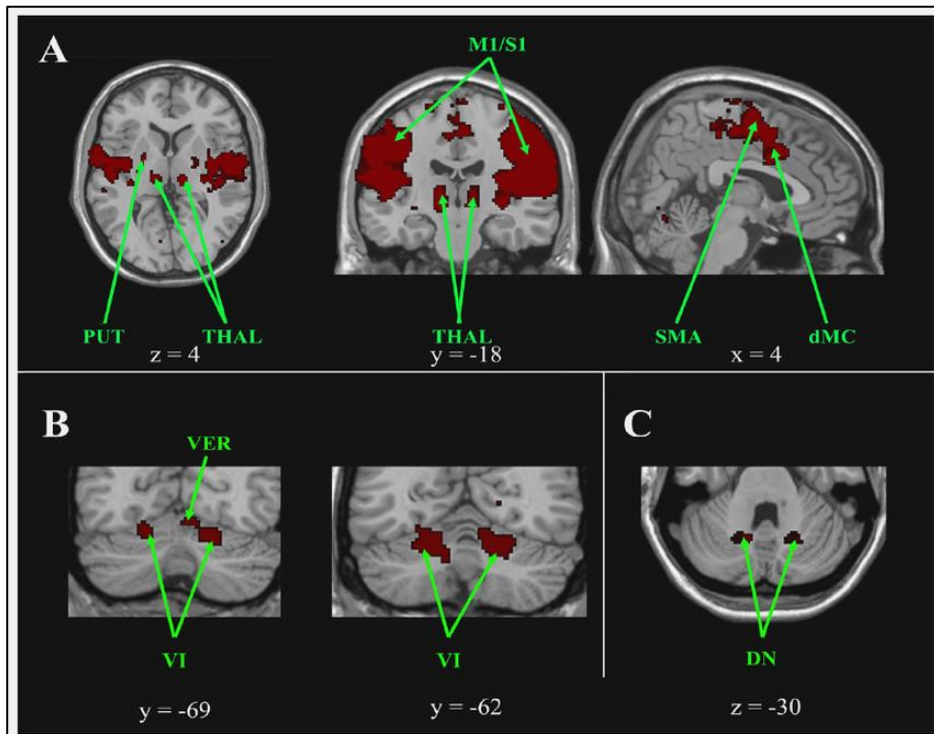 A
M1/S1
PUT THAL THAL SMA dMC
z = 4 y = -18 x = 4
B C
VER
VI VI DN
y = -69 y = -62 z = -30